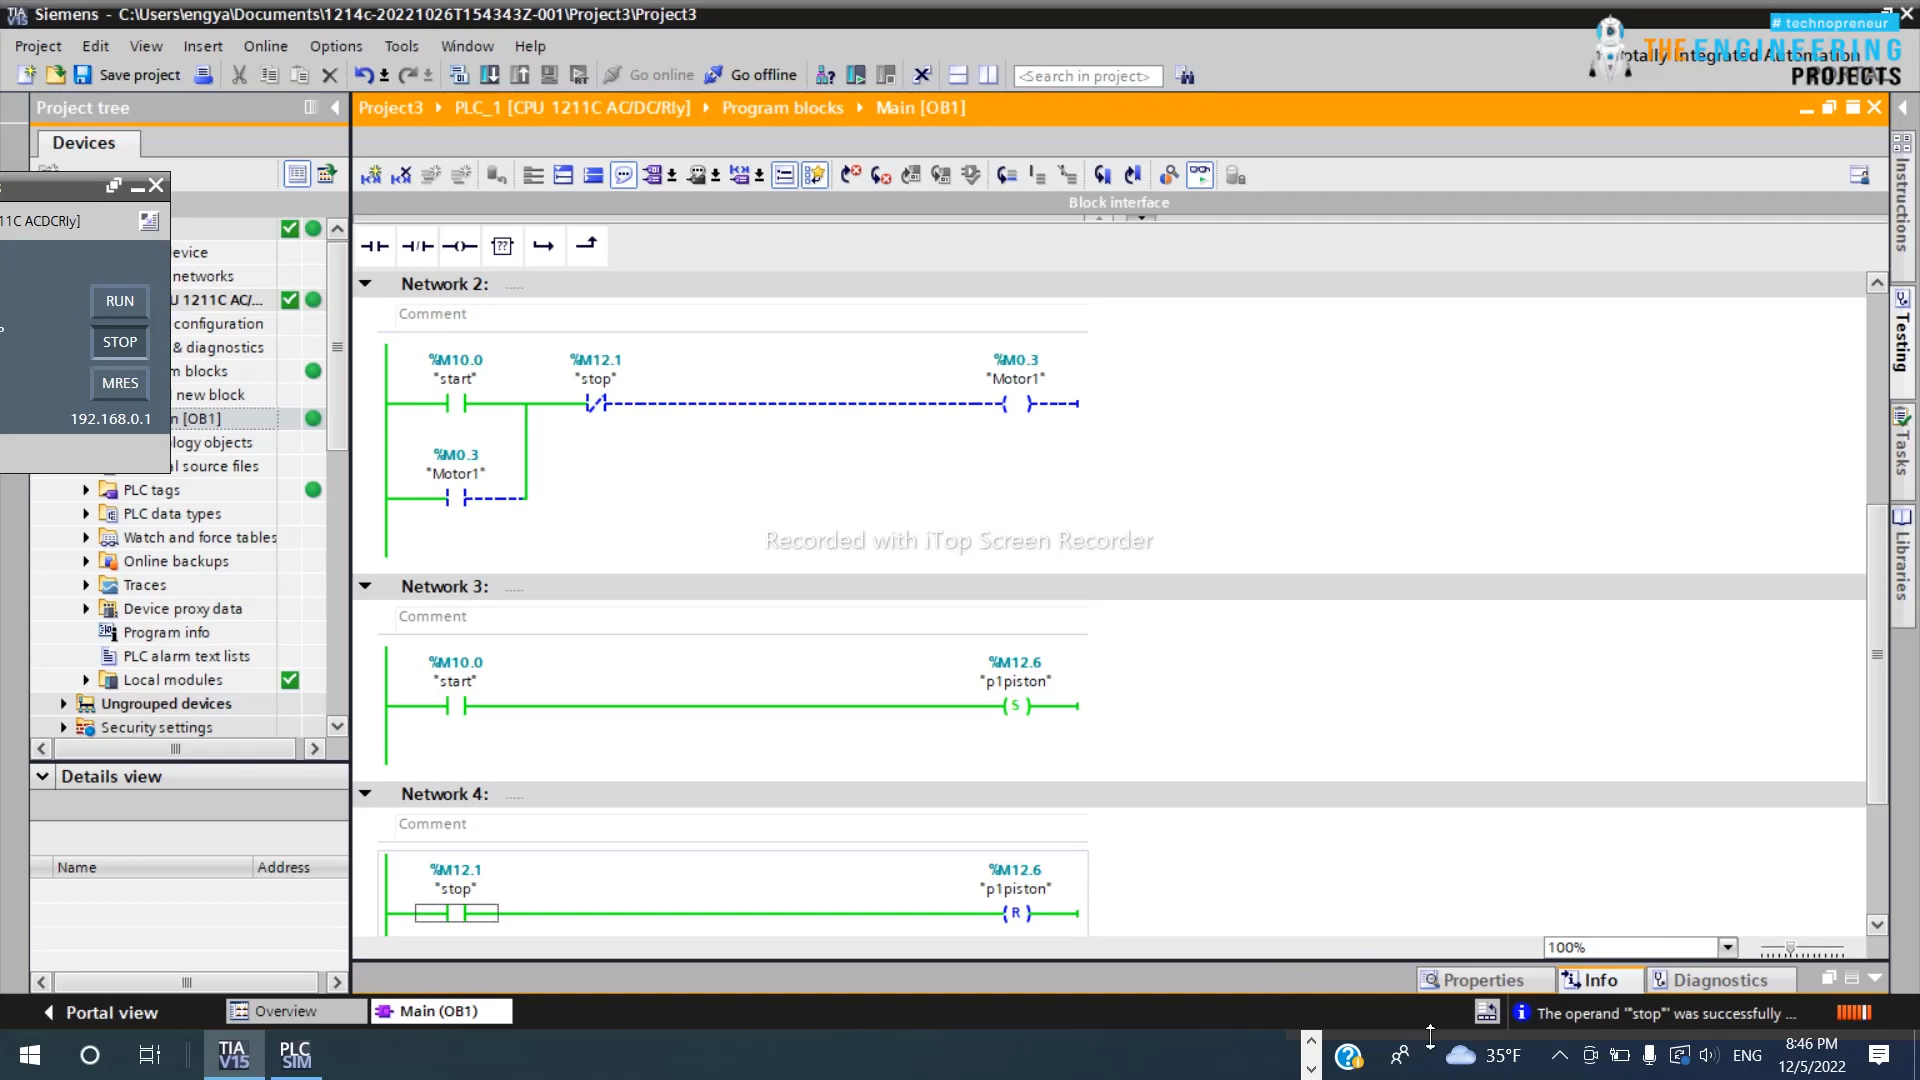 Siemens - C:\Users\engya\Documents\1214c-20221026T154343Z-001\Project3\Project3
# technopreneur
Project Edit View Insert Online Options Tools Window Help
THE ENGINEERING
PROJECTS
otally Integrated Automation
Save project
Go online
Go offline
<Search in project>
Project tree
Project3 PLC_1 [CPU 1211C AC/DC/Rly] Program blocks Main [OB1]
Devices
Block interface
11C ACDCRly]
RUN
STOP
MRES
192.168.0.1
evice
networks
U 1211C AC/...
configuration
& diagnostics
m blocks
new block
n [OB1]
logy objects
l source files
PLC tags
PLC data types
Watch and force tables
Online backups
Traces
Device proxy data
Program info
PLC alarm text lists
Local modules
Ungrouped devices
Security settings
Details view
Name Address
??
Network 2: .....
Comment
%M10.0 %M12.1 %M0.3
"start" "stop" "Motor1"
%M0.3
"Motor1"
Recorded with iTop Screen Recorder
Network 3: .....
Comment
%M10.0 %M12.6
"start" "p1piston"
S
Network 4: .....
Comment
%M12.1 %M12.6
"stop" "p1piston"
R
100%
Instructions
Testing
Tasks
Libraries
Properties Info Diagnostics
Portal view Overview Main (OB1)
The operand '"stop"' was successfully ...
TIA
V15
PLC
SIM
35°F
ENG
8:46 PM
12/5/2022